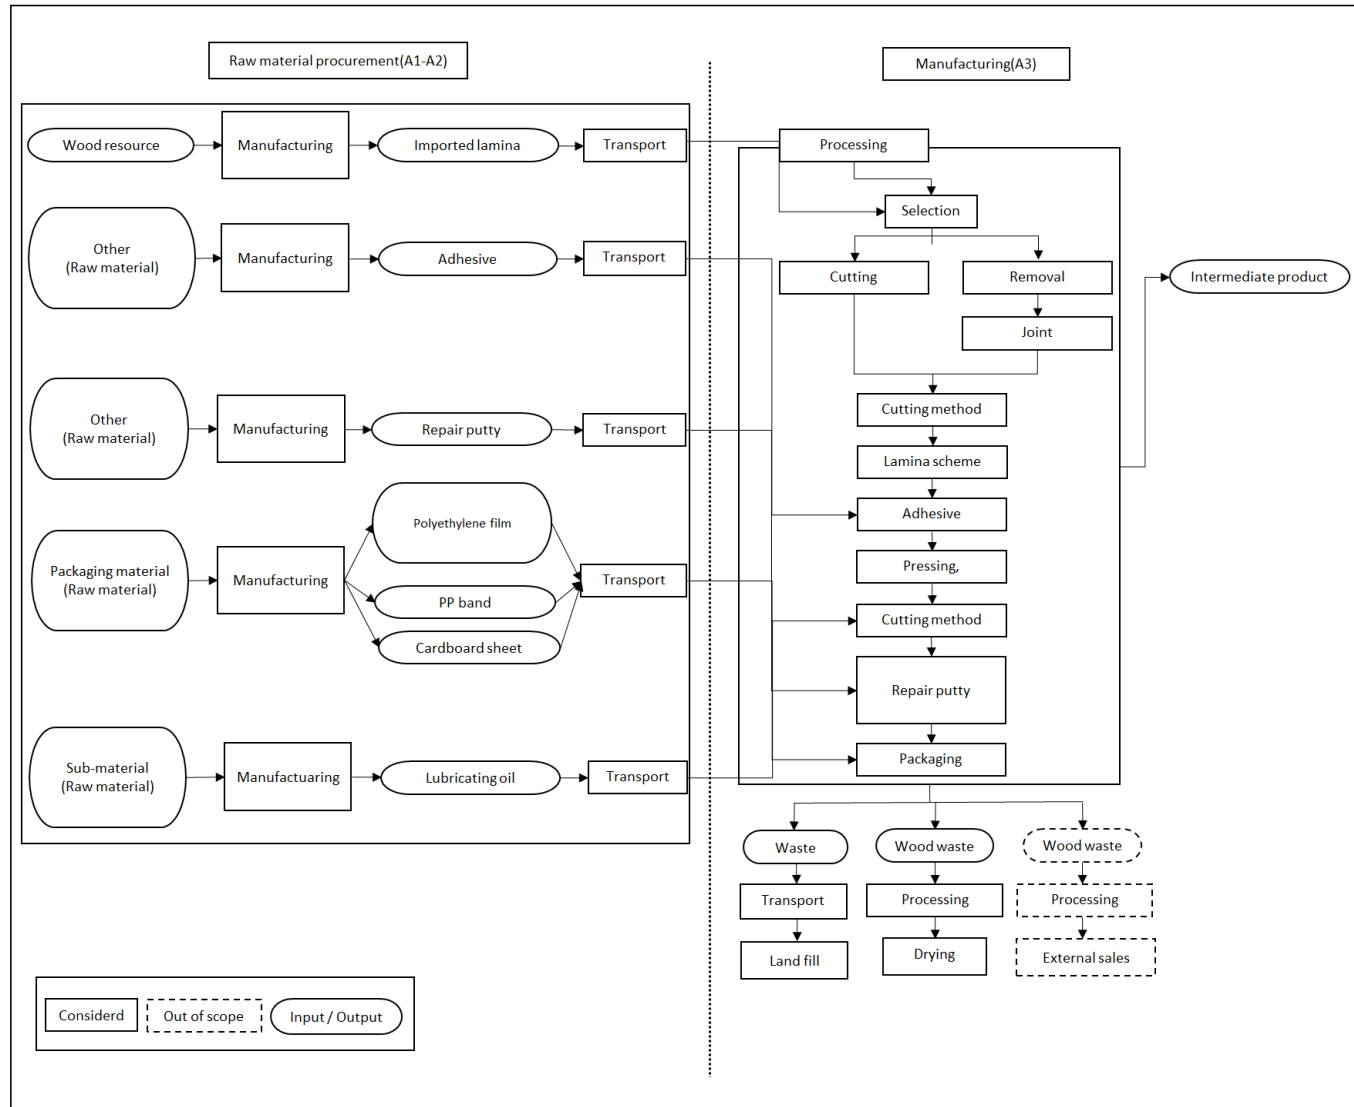 Raw material procurement(A1-A2)
Manufacturing(A3)
Wood resource
Manufacturing
Imported lamina
Transport
Other
(Raw material)
Manufacturing
Adhesive
Transport
Other
(Raw material)
Manufacturing
Repair putty
Transport
Packaging material
(Raw material)
Manufacturing
Polyethylene film
PP band
Cardboard sheet
Transport
Sub-material
(Raw material)
Manufactuaring
Lubricating oil
Transport
Processing
Selection
Cutting
Removal
Joint
Cutting method
Lamina scheme
Adhesive
Pressing,
Cutting method
Repair putty
Packaging
Intermediate product
Waste
Transport
Land fill
Wood waste
Processing
Drying
Wood waste
Processing
External sales
Considerd
Out of scope
Input / Output